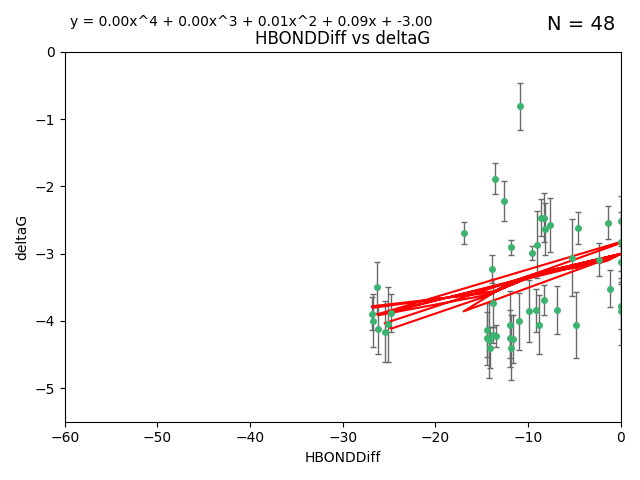 y = 0.00x^4 + 0.00x^3 + 0.01x^2 + 0.09x + -3.00
N = 48
HBONDDiff vs deltaG
0
−1
−2
−3
−4
−5
deltaG
−60
−50
−40
−30
−20
−10
0
HBONDDiff